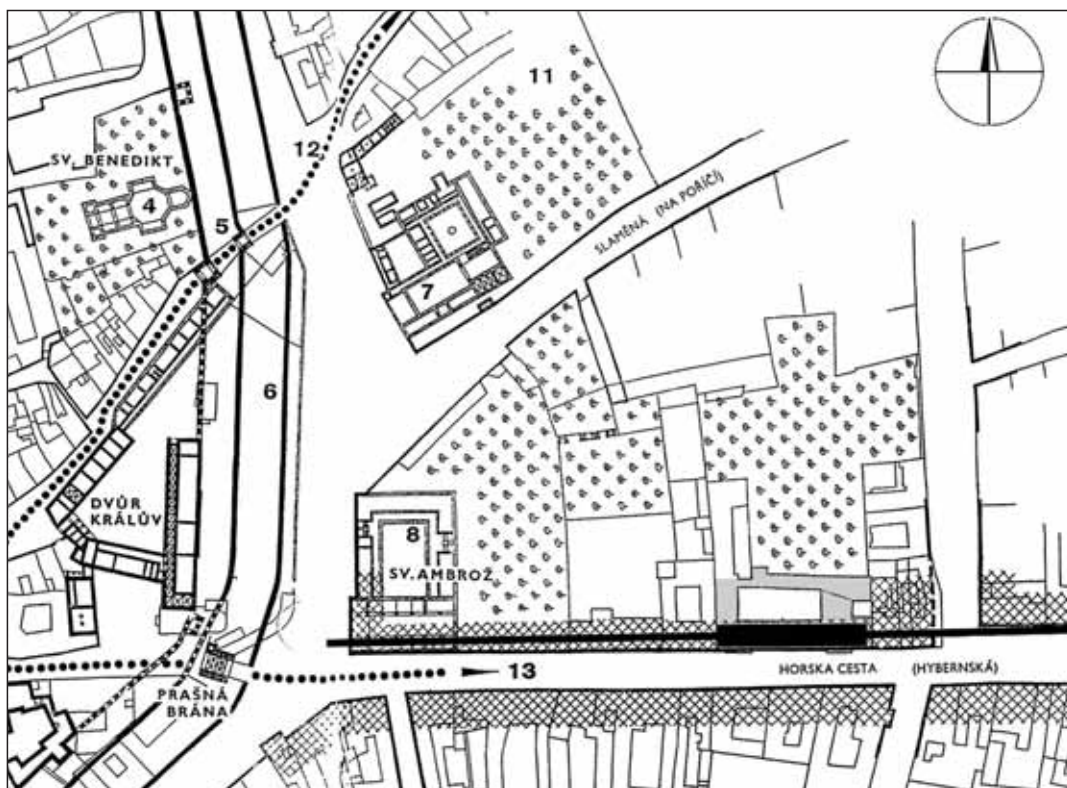 11
12
SV. BENEDIKT
4
5
SLAMĚNÁ (NA POŘÍČÍ)
7
6
DVŮR
KRÁLŮV
8
SV. AMBROŽ
13
HORSKA CESTA (HYBERNSKÁ)
PRAŠNÁ
BRÁNA